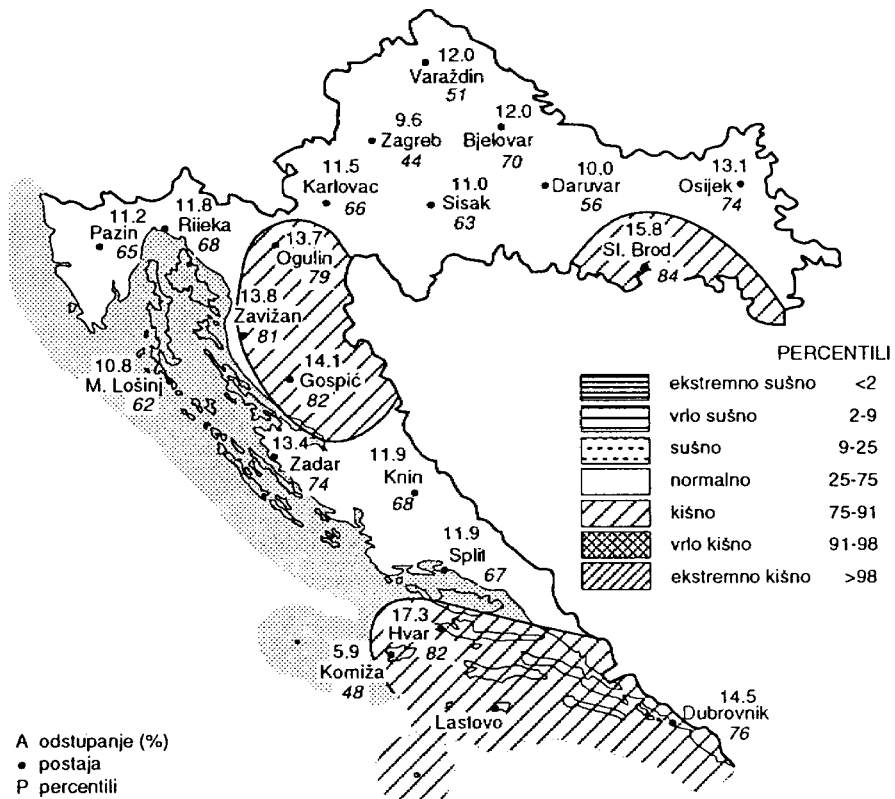 12.0
Varaždin
51
9.6
Zagreb
44
12.0
Bjelovar
70
11.5
Karlovac
66
11.0
Sisak
63
10.0
Daruvar
56
13.1
Osijek
74
11.2
Pazin
65
11.8
Rijeka
68
13.7
Ogulin
79
15.8
Sl. Brod
84
13.8
Zavižan
81
14.1
Gospić
82
10.8
M. Lošinj
62
13.4
Zadar
74
11.9
Knin
68
11.9
Split
67
17.3
Hvar
82
5.9
Komiža
48
Lastovo
14.5
Dubrovnik
76
PERCENTILI
ekstremno sušno <2
vrlo sušno 2-9
sušno 9-25
normalno 25-75
kišno 75-91
vrlo kišno 91-98
ekstremno kišno >98
A odstupanje (%)
• postaja
P percentili